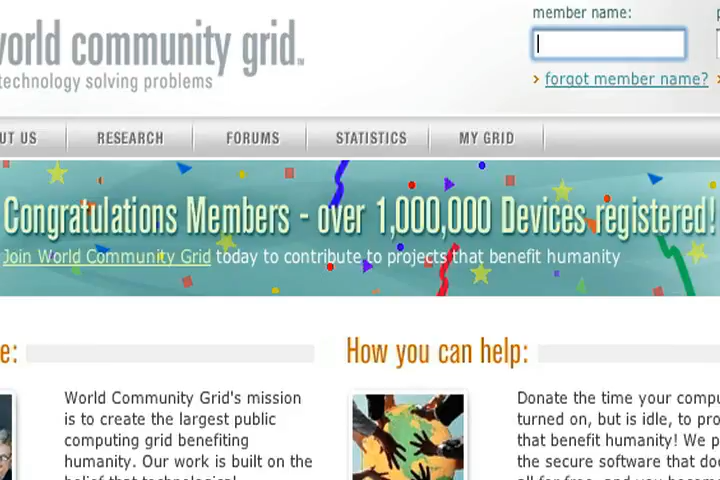 member name:
world community grid.
technology solving problems
forgot member name?
UT US RESEARCH FORUMS STATISTICS MY GRID
Congratulations Members - over 1,000,000 Devices registered!
Join World Community Grid today to contribute to projects that benefit humanity
e: How you can help:
World Community Grid's mission
is to create the largest public
computing grid benefiting
humanity. Our work is built on the
belief that technological
Donate the time your compu
turned on, but is idle, to pro
that benefit humanity! We p
the secure software that doe
all for free, and you become